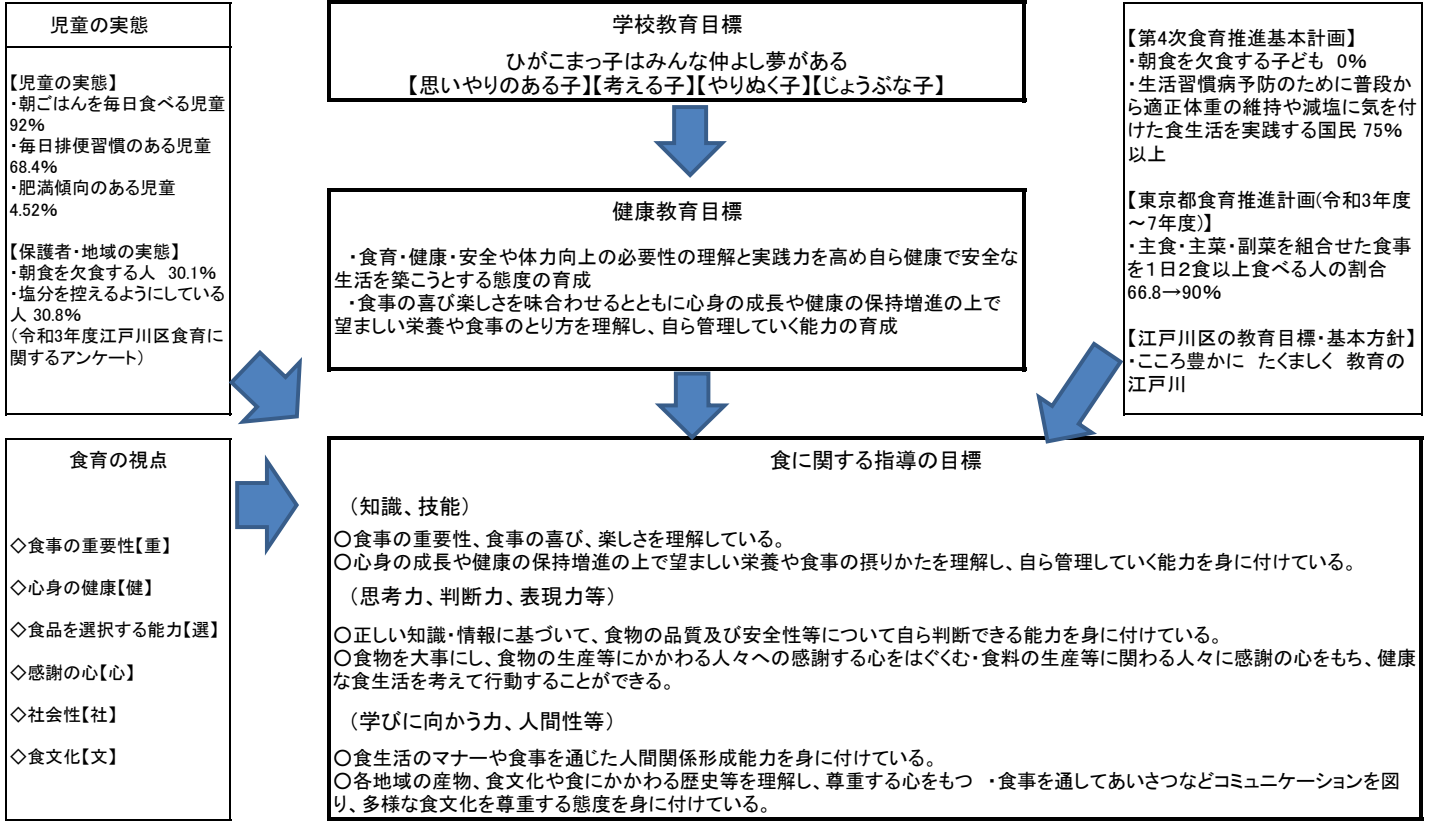 児童の実態
【児童の実態】
・朝ごはんを毎日食べる児童
92%
・毎日排便習慣のある児童
68.4%
・肥満傾向のある児童
4.52%
【保護者・地域の実態】
・朝食を欠食する人 30.1%
・塩分を控えるようにしている
人 30.8%
(令和3年度江戸川区食育に
関するアンケート)
学校教育目標
ひがこまっ子はみんな仲よし夢がある
【思いやりのある子】【考える子】【やりぬく子】【じょうぶな子】
健康教育目標
・食育・健康・安全や体力向上の必要性の理解と実践力を高め自ら健康で安全な
生活を築こうとする態度の育成
・食事の喜び楽しさを味合わせるとともに心身の成長や健康の保持増進の上で
望ましい栄養や食事のとり方を理解し、自ら管理していく能力の育成
【第4次食育推進基本計画】
・朝食を欠食する子ども 0%
・生活習慣病予防のために普段か
ら適正体重の維持や減塩に気を付
けた食生活を実践する国民 75%
以上
【東京都食育推進計画(令和3年度
~7年度)】
・主食・主菜・副菜を組合せた食事
を1日2食以上食べる人の割合
66.8→90%
【江戸川区の教育目標・基本方針】
・こころ豊かに たくましく 教育の
江戸川
食育の視点
◇食事の重要性【重】
◇心身の健康【健】
◇食品を選択する能力【選】
◇感謝の心【心】
◇社会性【社】
◇食文化【文】
食に関する指導の目標
(知識、技能)
○食事の重要性、食事の喜び、楽しさを理解している。
○心身の成長や健康の保持増進の上で望ましい栄養や食事の摂りかたを理解し、自ら管理していく能力を身に付けている。
(思考力、判断力、表現力等)
○正しい知識・情報に基づいて、食物の品質及び安全性等について自ら判断できる能力を身に付けている。
○食物を大事にし、食物の生産等にかかわる人々への感謝する心をはぐくむ・食料の生産等に関わる人々に感謝の心をもち、健康
な食生活を考えて行動することができる。
(学びに向かう力、人間性等)
○食生活のマナーや食事を通じた人間関係形成能力を身に付けている。
○各地域の産物、食文化や食にかかわる歴史等を理解し、尊重する心をもつ ・食事を通してあいさつなどコミュニケーションを図
り、多様な食文化を尊重する態度を身に付けている。